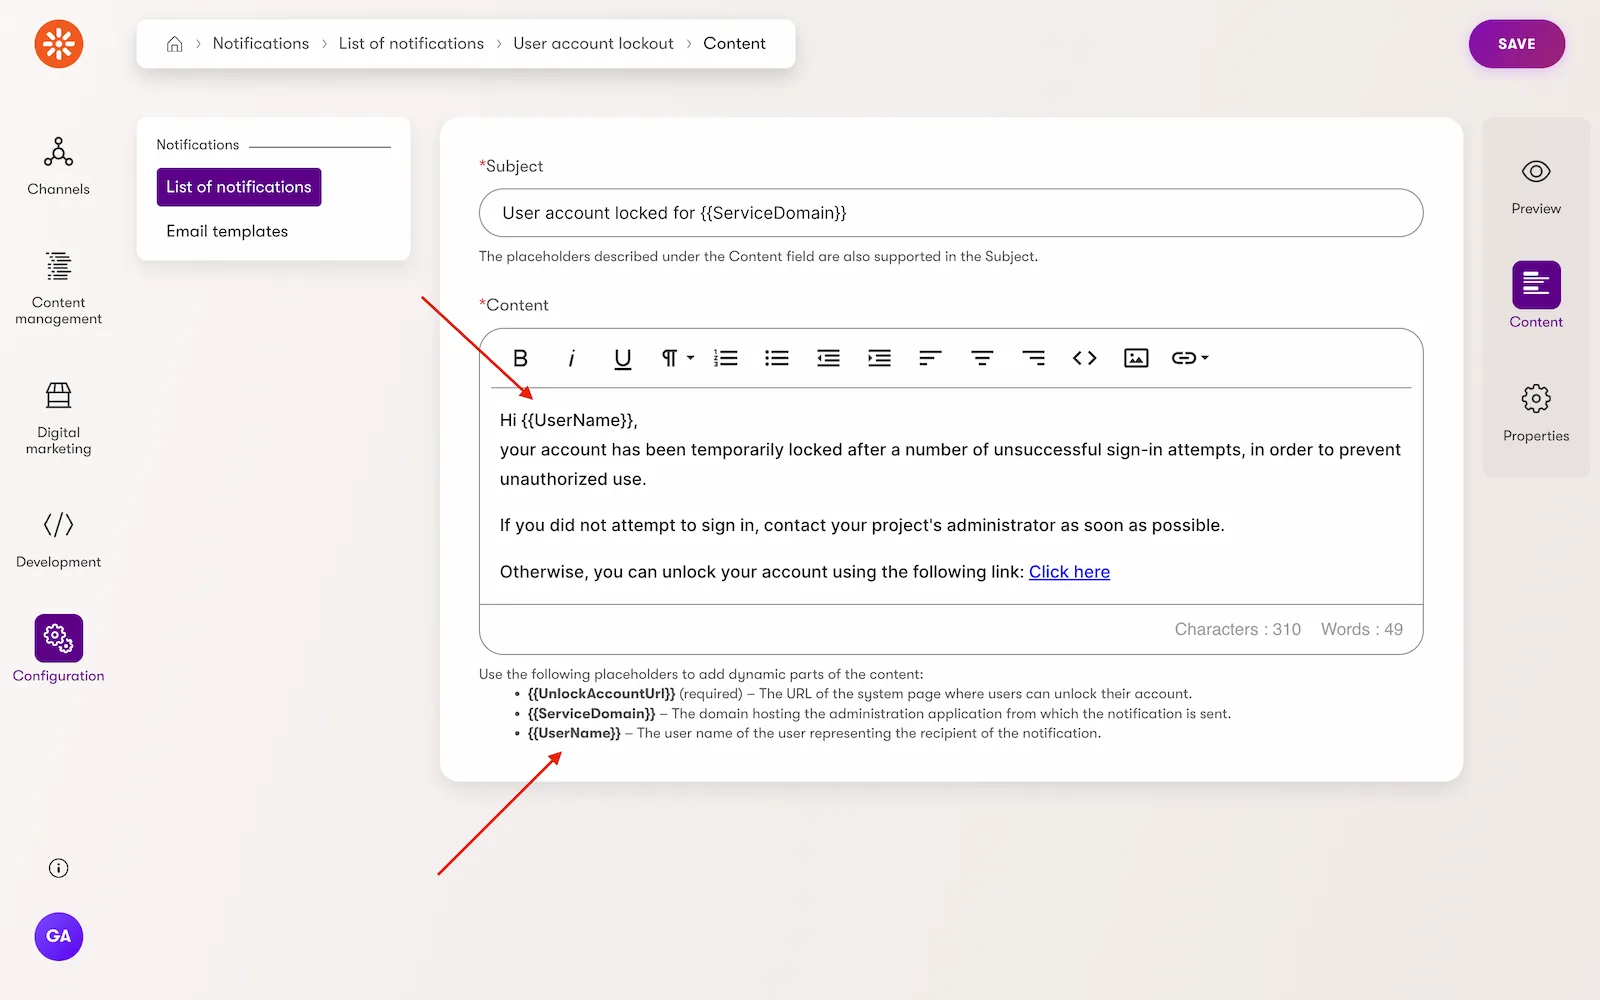 Notifications
List of notifications
User account lockout
Content
SAVE
Channels
Content
management
Digital
marketing
Development
Configuration
GA
Notifications
List of notifications
Email templates
*Subject
User account locked for {{ServiceDomain}}
The placeholders described under the Content field are also supported in the Subject.
*Content
Hi {{UserName}},
your account has been temporarily locked after a number of unsuccessful sign-in attempts, in order to prevent
unauthorized use.
If you did not attempt to sign in, contact your project's administrator as soon as possible.
Otherwise, you can unlock your account using the following link: Click here
Characters : 310 Words : 49
Use the following placeholders to add dynamic parts of the content:
• {{UnlockAccountUrl}} (required) – The URL of the system page where users can unlock their account.
• {{ServiceDomain}} – The domain hosting the administration application from which the notification is sent.
• {{UserName}} – The user name of the user representing the recipient of the notification.
Preview
Content
Properties